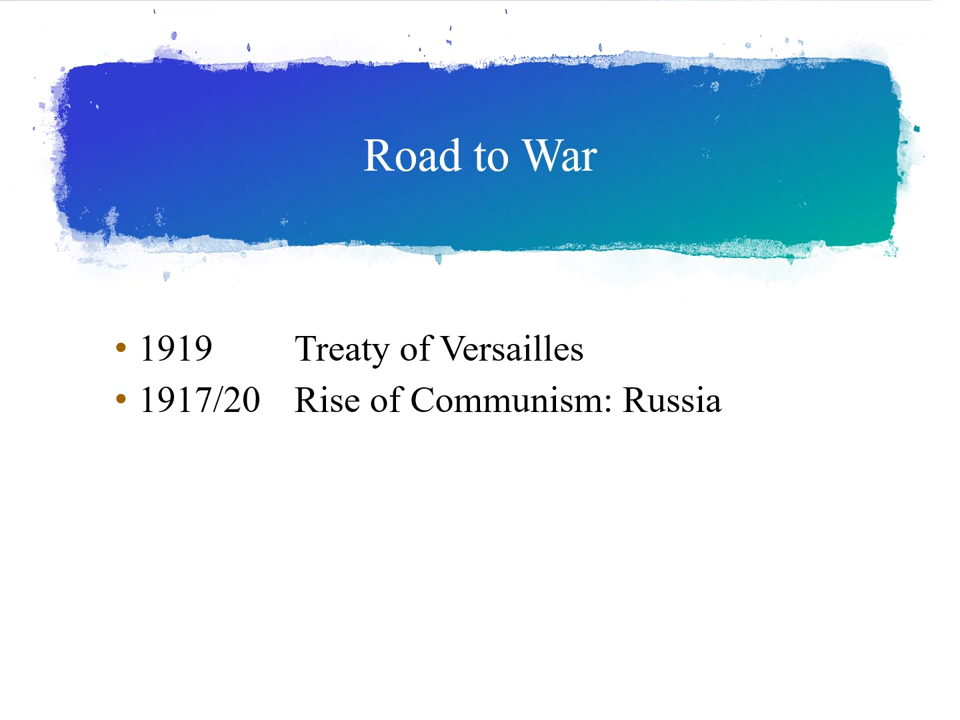 Road to War
• 1919 Treaty of Versailles
• 1917/20 Rise of Communism: Russia